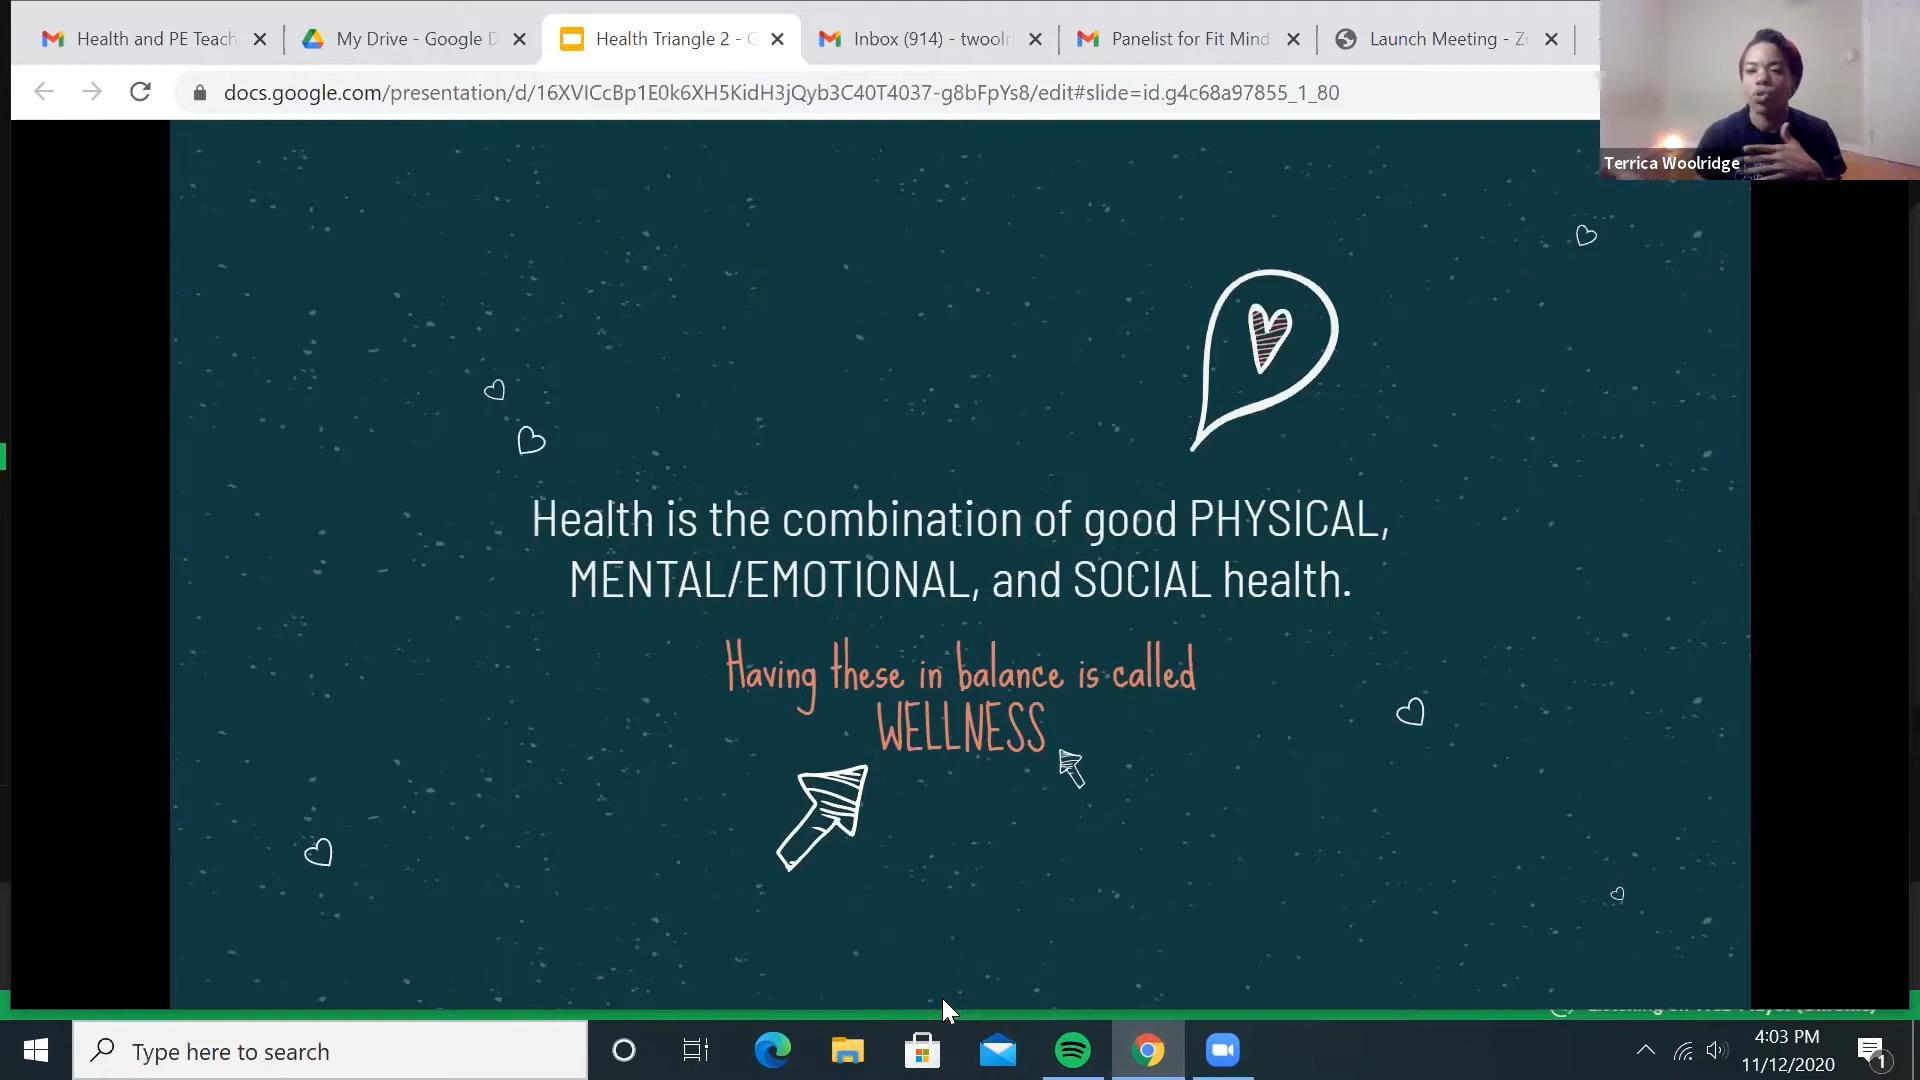 Health and PE Teach
My Drive - Google D
Health Triangle 2 - G
Inbox (914) - twoolr
Panelist for Fit Mind
Launch Meeting - Zo
docs.google.com/presentation/d/16XVICcBp1E0k6XH5KidH3jQyb3C40T4037-g8bFpYs8/edit#slide=id.g4c68a97855_1_80
Terrica Woolridge
Health is the combination of good PHYSICAL,
MENTAL/EMOTIONAL, and SOCIAL health.
Having these in balance is called
WELLNESS
Type here to search
4:03 PM
11/12/2020
1